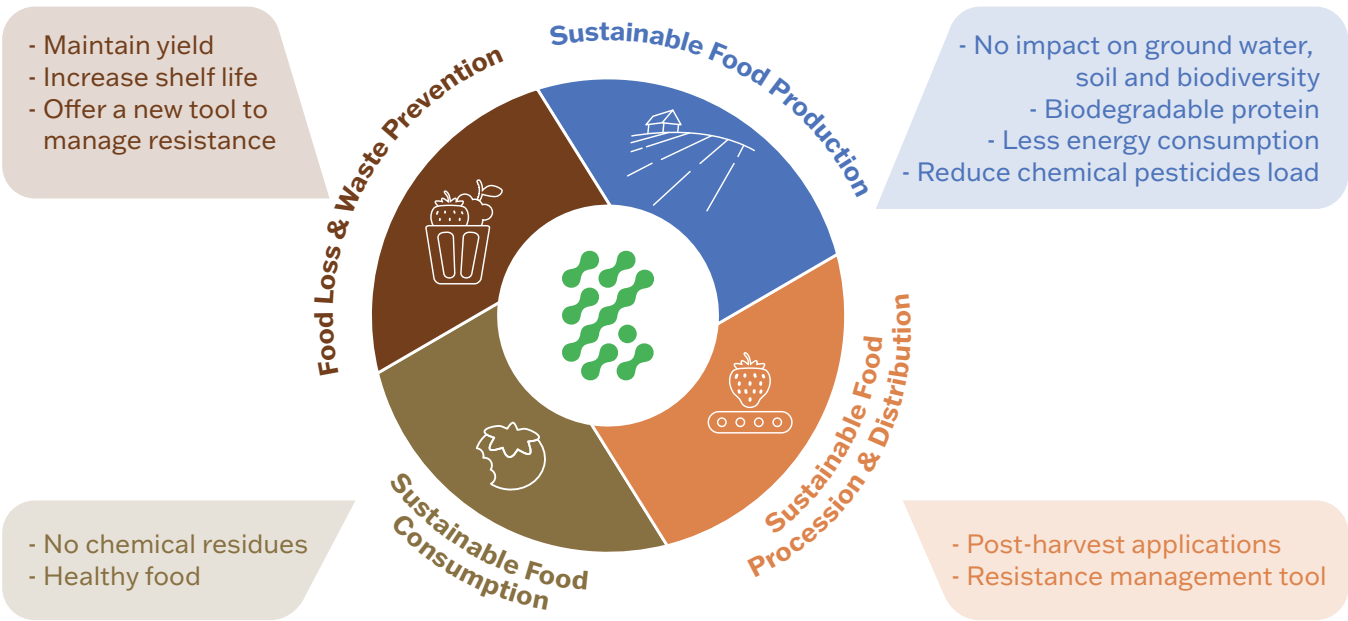 - Maintain yield
- Increase shelf life
- Offer a new tool to
manage resistance
Food Loss & Waste Prevention
Sustainable Food Production
- No impact on ground water,
soil and biodiversity
- Biodegradable protein
- Less energy consumption
- Reduce chemical pesticides load
Sustainable Food
Procession & Distribution
- Post-harvest applications
- Resistance management tool
Sustainable Food
Consumption
- No chemical residues
- Healthy food